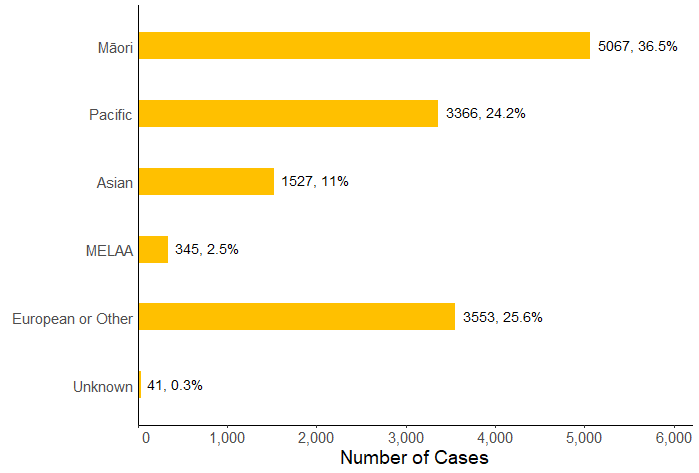 Māori 5067, 36.5%
Pacific 3366, 24.2%
Asian 1527, 11%
MELAA 345, 2.5%
European or Other 3553, 25.6%
Unknown 41, 0.3%
0 1,000 2,000 3,000 4,000 5,000 6,000
Number of Cases